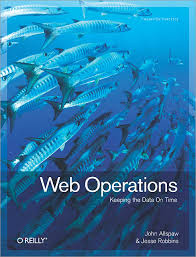 Web Operations
Keeping the Data On Time
O'REILLY®
John Allspaw
& Jesse Robbins